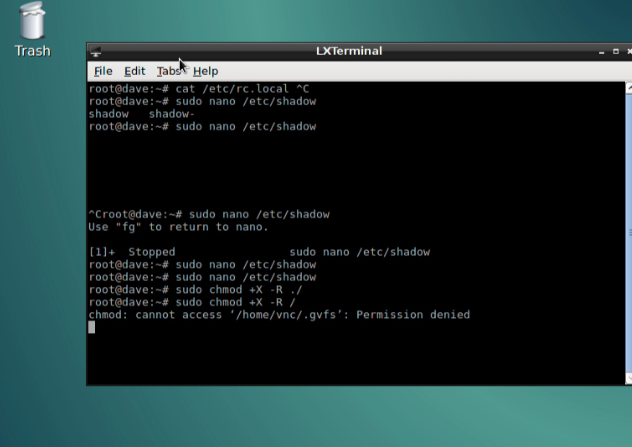 Trash
LXTerminal
File Edit Tabs Help
root@dave:~# cat /etc/rc.local ^C
root@dave:~# sudo nano /etc/shadow
shadow   shadow-
root@dave:~# sudo nano /etc/shadow
^Croot@dave:~# sudo nano /etc/shadow
Use "fg" to return to nano.
[1]+  Stopped                 sudo nano /etc/shadow
root@dave:~# sudo nano /etc/shadow
root@dave:~# sudo nano /etc/shadow
root@dave:~# sudo chmod +X -R ./
root@dave:~# sudo chmod +X -R /
chmod: cannot access ‘/home/vnc/.gvfs’: Permission denied